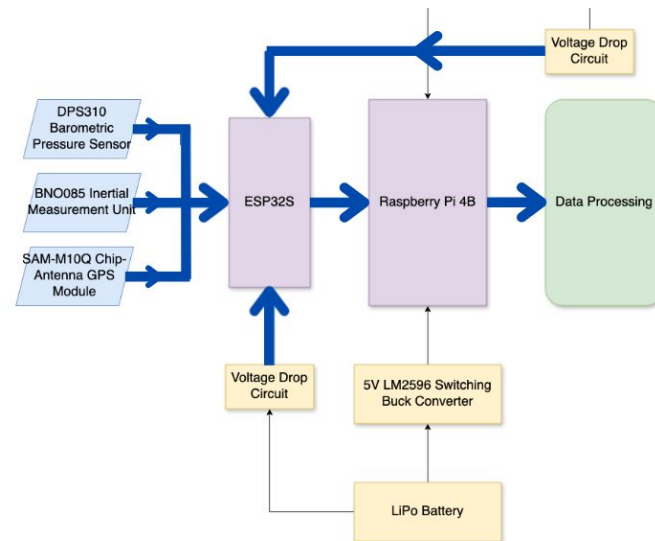 Voltage Drop
Circuit
DPS310
Barometric
Pressure Sensor
BNO085 Inertial
Measurement Unit
SAM-M10Q Chip-
Antenna GPS
Module
ESP32S
Raspberry Pi 4B
Data Processing
Voltage Drop
Circuit
5V LM2596 Switching
Buck Converter
LiPo Battery